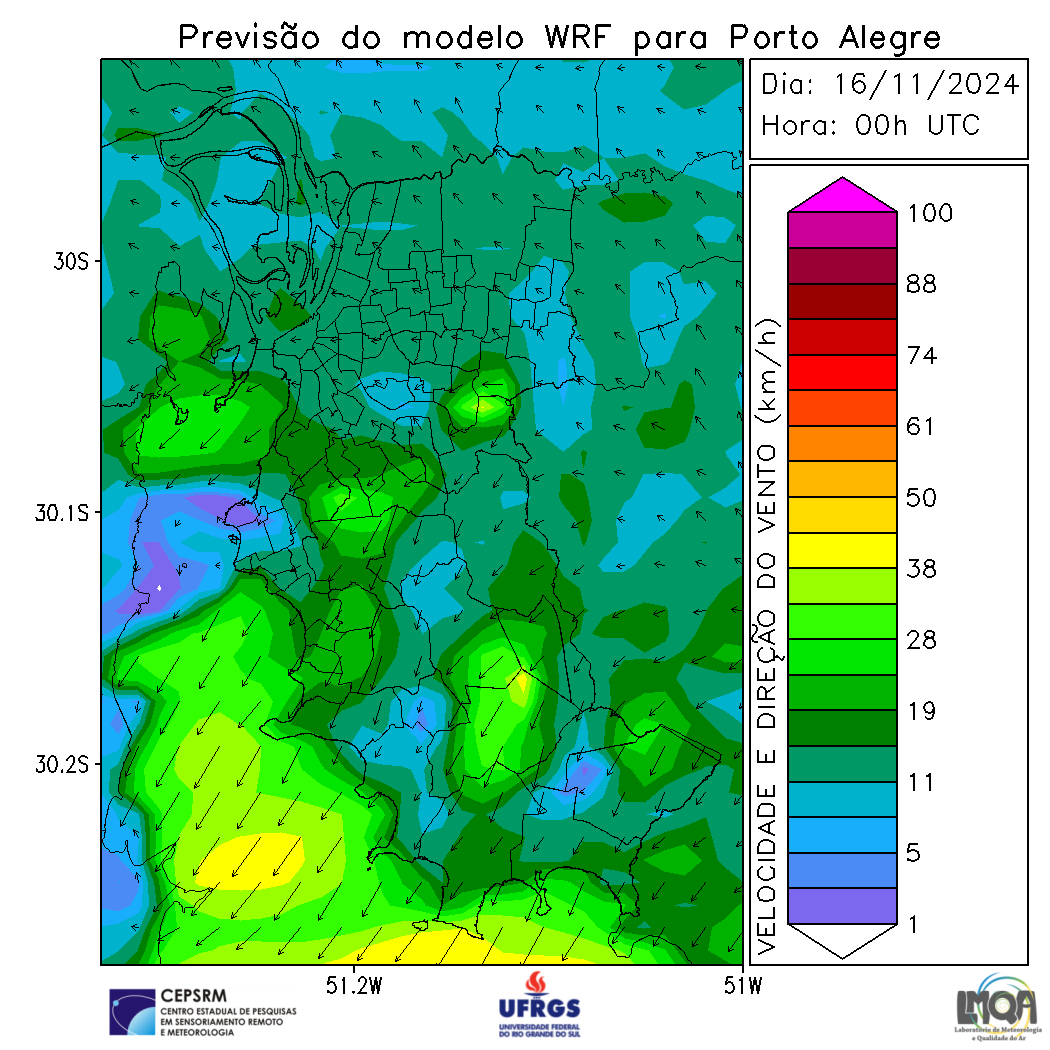 Previsão do modelo WRF para Porto Alegre
Dia: 16/11/2024
Hora: 00h UTC
30S
30.1S
30.2S
51.2W
51W
VELOCIDADE E DIREÇÃO DO VENTO (km/h)
100
88
74
61
50
38
28
19
11
5
1
CEPSRM
CENTRO ESTADUAL DE PESQUISAS
EM SENSORIAMENTO REMOTO
E METEOROLOGIA
UFRGS
UNIVERSIDADE FEDERAL
DO RIO GRANDE DO SUL
LMQA
Laboratório de Meteorologia
e Qualidade do Ar